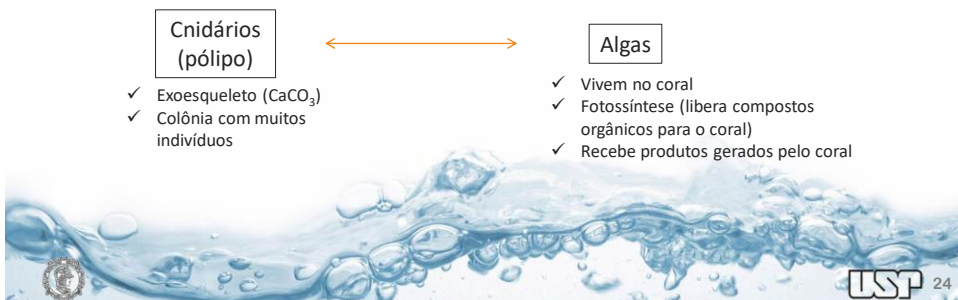 Cnidários
(pólipo)
✓ Exoesqueleto (CaCO₃)
✓ Colônia com muitos
indivíduos
Algas
✓ Vivem no coral
✓ Fotossíntese (libera compostos
orgânicos para o coral)
✓ Recebe produtos gerados pelo coral
USP 24